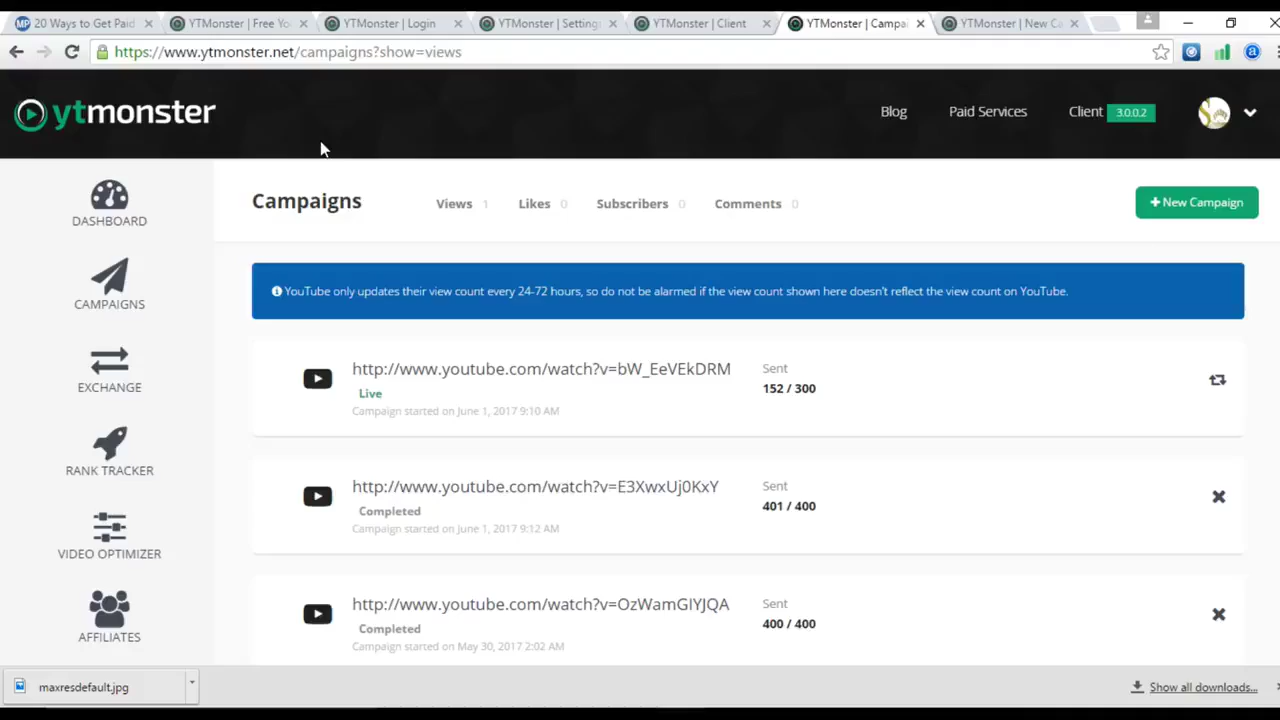 20 Ways to Get Paid
YTMonster | Free Yo
YTMonster | Login
YTMonster | Setting
YTMonster | Client
YTMonster | Campa
YTMonster | New Ca
https://www.ytmonster.net/campaigns?show=views
ytmonster
Blog
Paid Services
Client 3.0.0.2
DASHBOARD
CAMPAIGNS
EXCHANGE
RANK TRACKER
VIDEO OPTIMIZER
AFFILIATES
Campaigns
Views 1
Likes 0
Subscribers 0
Comments 0
+ New Campaign
YouTube only updates their view count every 24-72 hours, so do not be alarmed if the view count shown here doesn't reflect the view count on YouTube.
http://www.youtube.com/watch?v=bW_EeVEkDRM
Live
Campaign started on June 1, 2017 9:10 AM
Sent
152 / 300
http://www.youtube.com/watch?v=E3XwxUj0KxY
Completed
Campaign started on June 1, 2017 9:12 AM
Sent
401 / 400
http://www.youtube.com/watch?v=OzWamGIYJQA
Completed
Campaign started on May 30, 2017 2:02 AM
Sent
400 / 400
maxresdefault.jpg
Show all downloads...